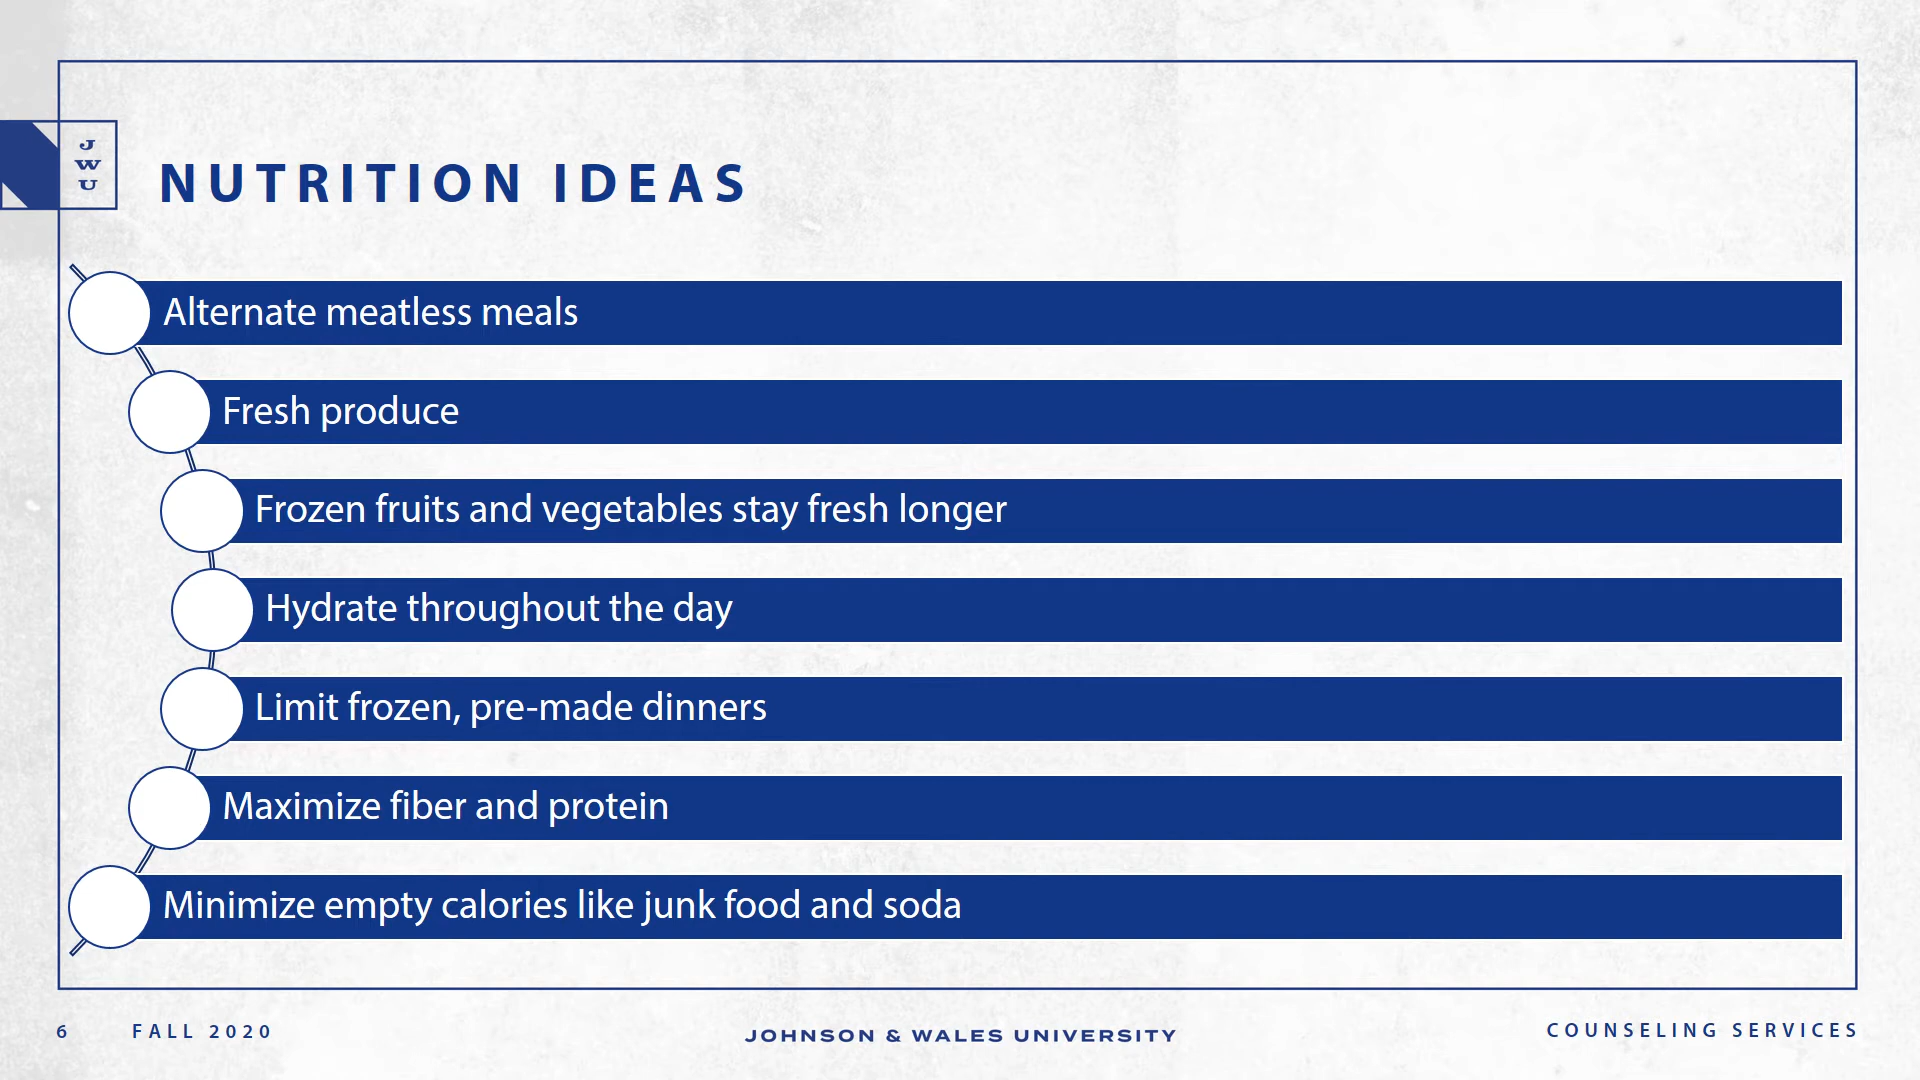 J
W
U
NUTRITION IDEAS
Alternate meatless meals
Fresh produce
Frozen fruits and vegetables stay fresh longer
Hydrate throughout the day
Limit frozen, pre-made dinners
Maximize fiber and protein
Minimize empty calories like junk food and soda
6 FALL 2020 JOHNSON & WALES UNIVERSITY COUNSELING SERVICES